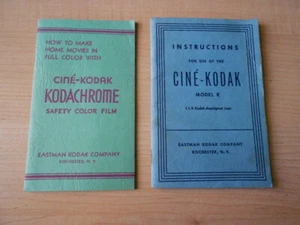 HOW TO MAKE
HOME MOVIES IN
FULL COLOR WITH
CINÉ-KODAK
KODACHROME
SAFETY COLOR FILM
EASTMAN KODAK COMPANY
ROCHESTER, N. Y.
INSTRUCTIONS
FOR USE OF THE
CINÉ-KODAK
MODEL K
EASTMAN KODAK COMPANY
ROCHESTER, N. Y.